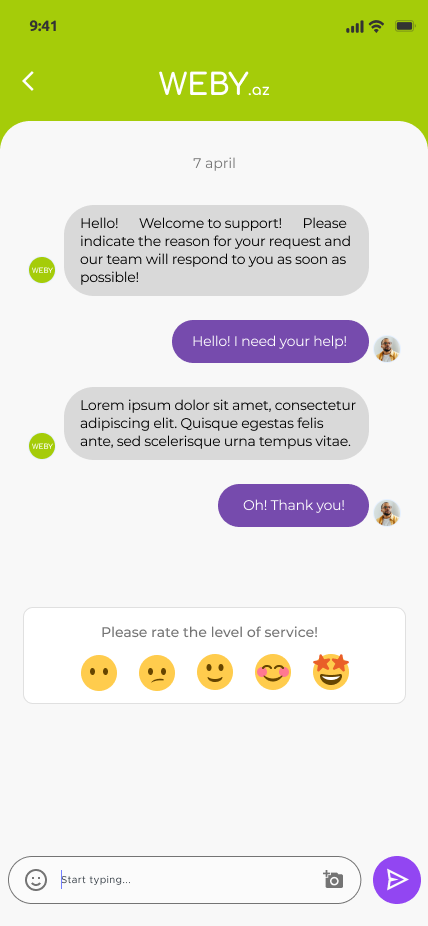 9:41
WEBY.az
7 april
Hello! Welcome to support! Please
indicate the reason for your request and
our team will respond to you as soon as
possible!
WEBY
Hello! I need your help!
Lorem ipsum dolor sit amet, consectetur
adipiscing elit. Quisque egestas felis
ante, sed scelerisque urna tempus vitae.
WEBY
Oh! Thank you!
Please rate the level of service!
Start typing...